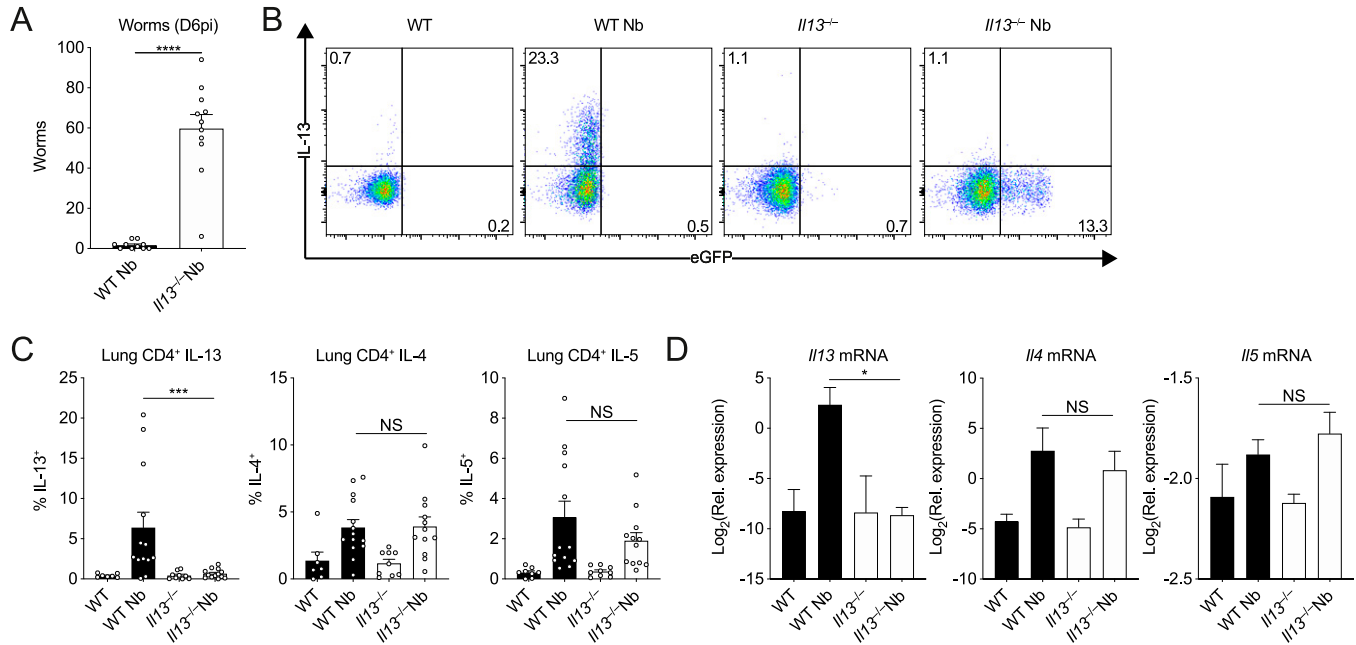 A
Worms (D6pi)
****
Worms
100
80
60
40
20
0
WT Nb
Il13⁻/⁻Nb
B
WT
WT Nb
Il13⁻/⁻
Il13⁻/⁻ Nb
IL-13
0.7
0.2
23.3
0.5
1.1
0.7
1.1
13.3
eGFP
C
Lung CD4⁺ IL-13
% IL-13⁺
25
20
15
10
5
0
***
WT
WT Nb
Il13⁻/⁻
Il13⁻/⁻Nb
Lung CD4⁺ IL-4
% IL-4⁺
15
10
5
0
NS
WT
WT Nb
Il13⁻/⁻
Il13⁻/⁻Nb
Lung CD4⁺ IL-5
% IL-5⁺
10
8
6
4
2
0
NS
WT
WT Nb
Il13⁻/⁻
Il13⁻/⁻Nb
D
Il13 mRNA
Log₂(Rel. expression)
5
0
-5
-10
-15
*
WT
WT Nb
Il13⁻/⁻
Il13⁻/⁻Nb
Il4 mRNA
Log₂(Rel. expression)
10
5
0
-5
-10
NS
WT
WT Nb
Il13⁻/⁻
Il13⁻/⁻Nb
Il5 mRNA
Log₂(Rel. expression)
-1.5
-2.0
-2.5
NS
WT
WT Nb
Il13⁻/⁻
Il13⁻/⁻Nb